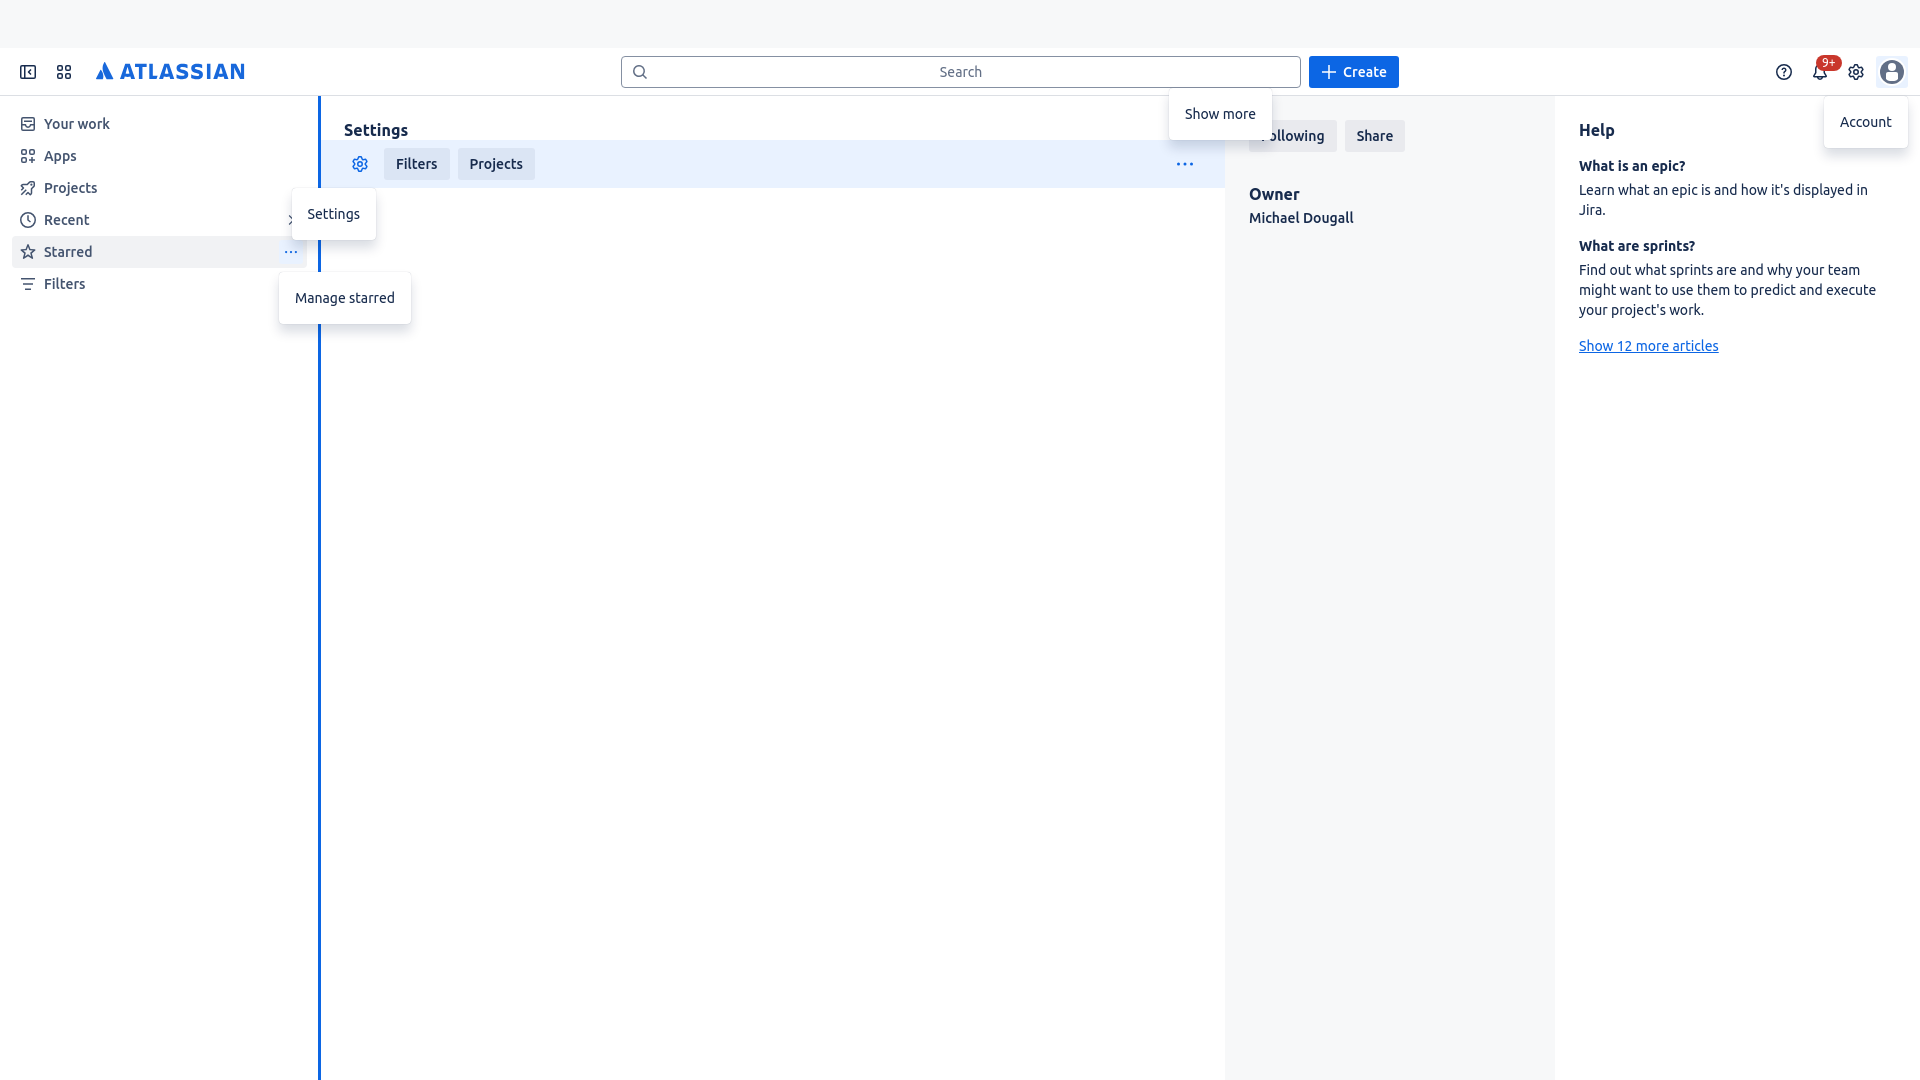 ATLASSIAN
Search
Create
9+
Your work
Apps
Projects
Recent
Starred
Filters
Settings
Manage starred
Settings
Filters
Projects
Show more
ollowing
Share
Owner
Michael Dougall
Help
Account
What is an epic?
Learn what an epic is and how it's displayed in
Jira.
What are sprints?
Find out what sprints are and why your team
might want to use them to predict and execute
your project's work.
Show 12 more articles